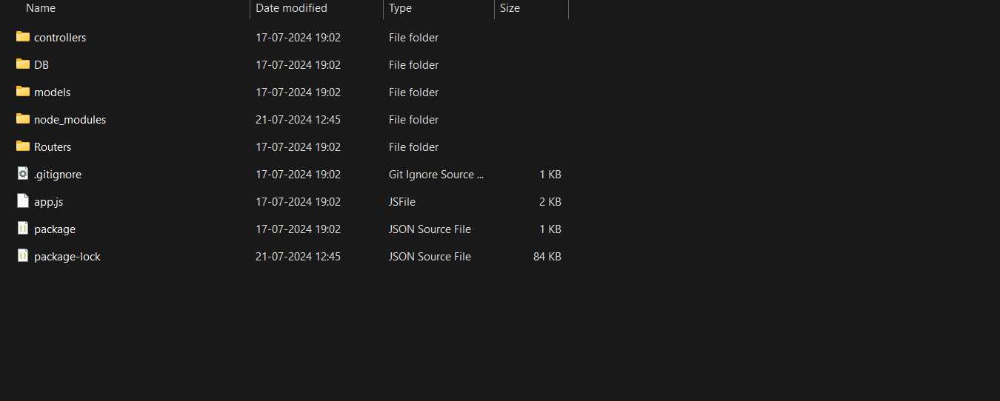 Name Date modified Type Size
controllers 17-07-2024 19:02 File folder
DB 17-07-2024 19:02 File folder
models 17-07-2024 19:02 File folder
node_modules 21-07-2024 12:45 File folder
Routers 17-07-2024 19:02 File folder
.gitignore 17-07-2024 19:02 Git Ignore Source ... 1 KB
app.js 17-07-2024 19:02 JSFile 2 KB
package 17-07-2024 19:02 JSON Source File 1 KB
package-lock 21-07-2024 12:45 JSON Source File 84 KB